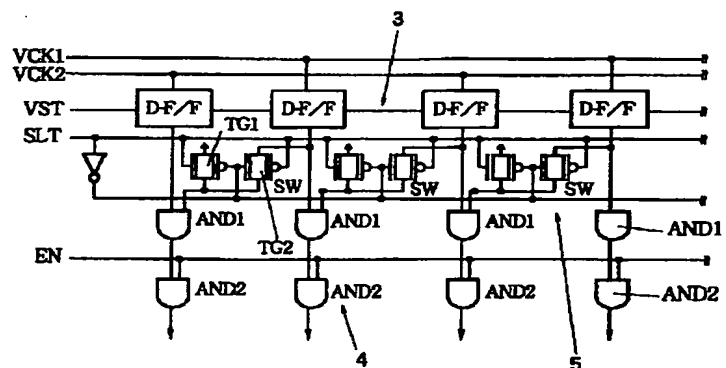 3
VCK1
VCK2
VST D-F/F D-F/F D-F/F D-F/F
SLT
TG1
SW SW SW
AND1 TG2 AND1 AND1 AND1
EN
AND2 AND2 AND2 AND2
4 5